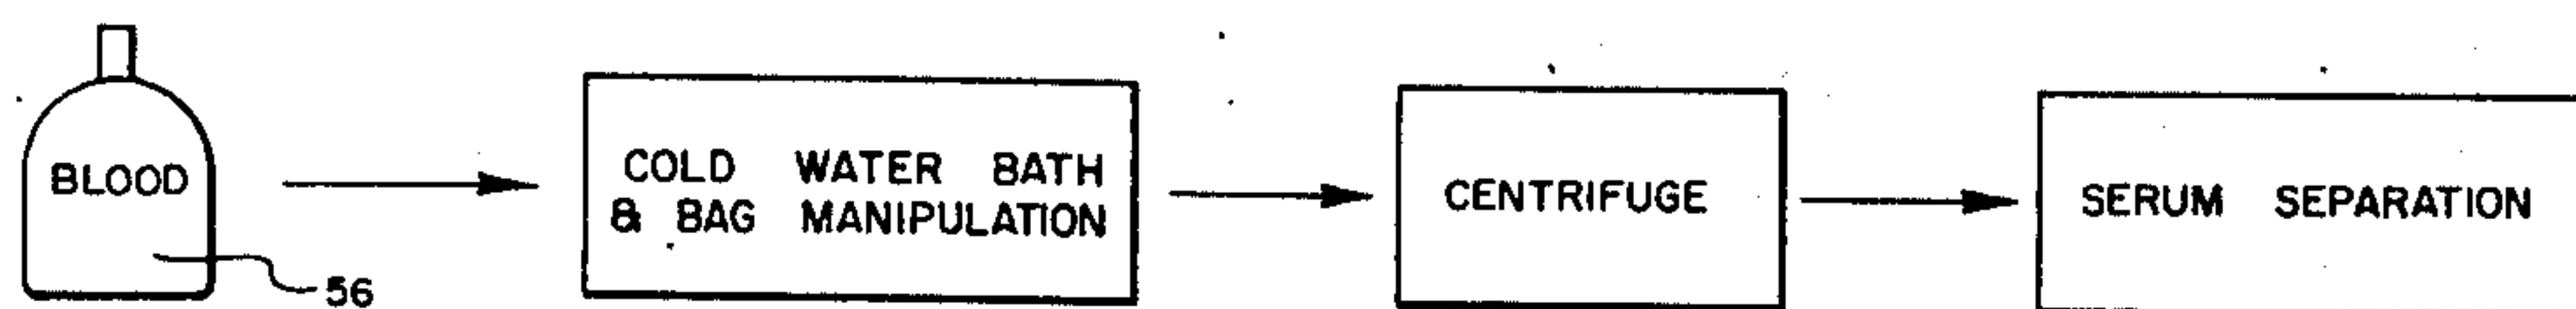 BLOOD
56
COLD WATER BATH
& BAG MANIPULATION
CENTRIFUGE
SERUM SEPARATION